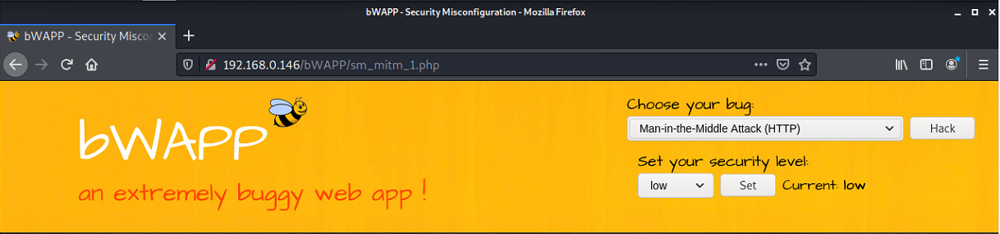 bWAPP - Security Misconfiguration - Mozilla Firefox
bWAPP - Security Miscon
192.168.0.146/bWAPP/sm_mitm_1.php
Choose your bug:
bWAPP
Man-in-the-Middle Attack (HTTP) Hack
Set your security level:
an extremely buggy web app !
low Set Current: low